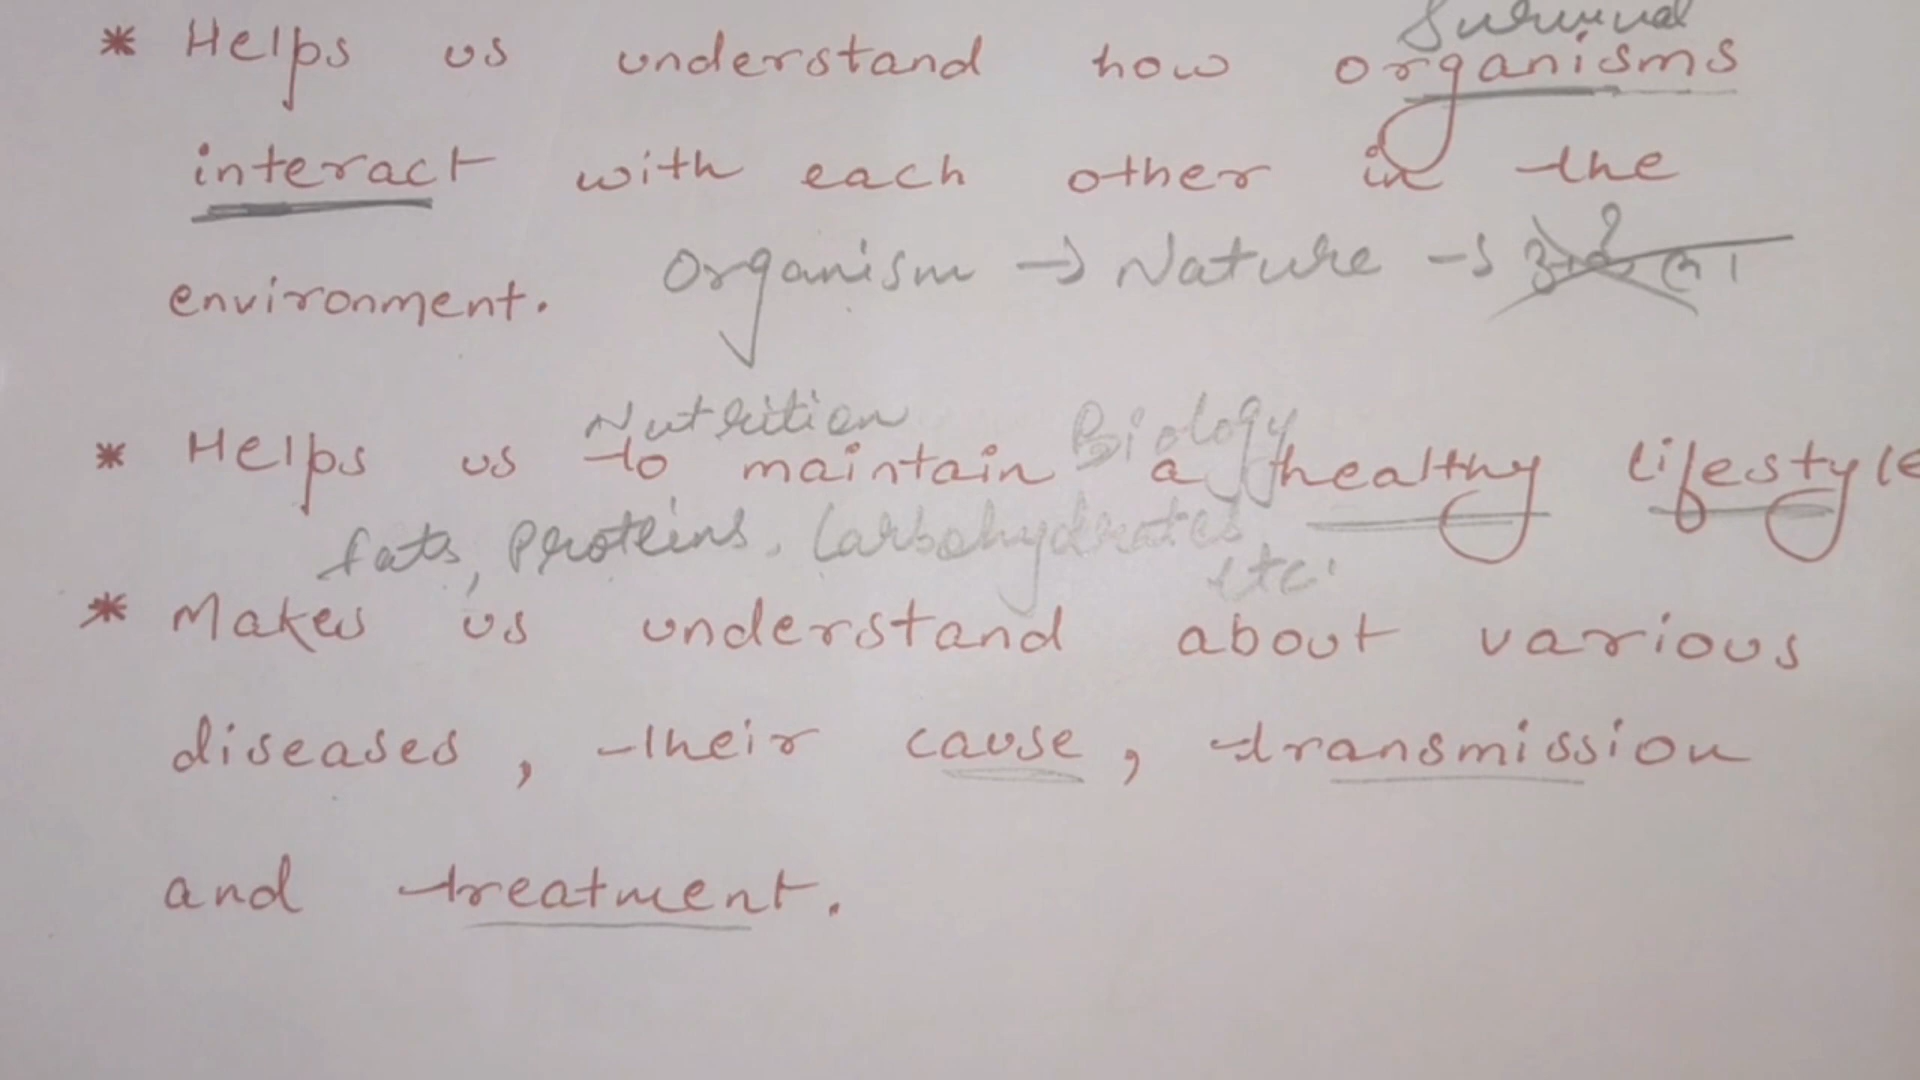 Survival
* Helps us understand how organisms
interact with each other in the
Organism → Nature →
environment.
Nutrition Biology
* Helps us to maintain a healthy lifestyle
fats, Proteins, Carbohydrates
etc.
* Makes us understand about various
diseases, their cause, transmission
and treatment.